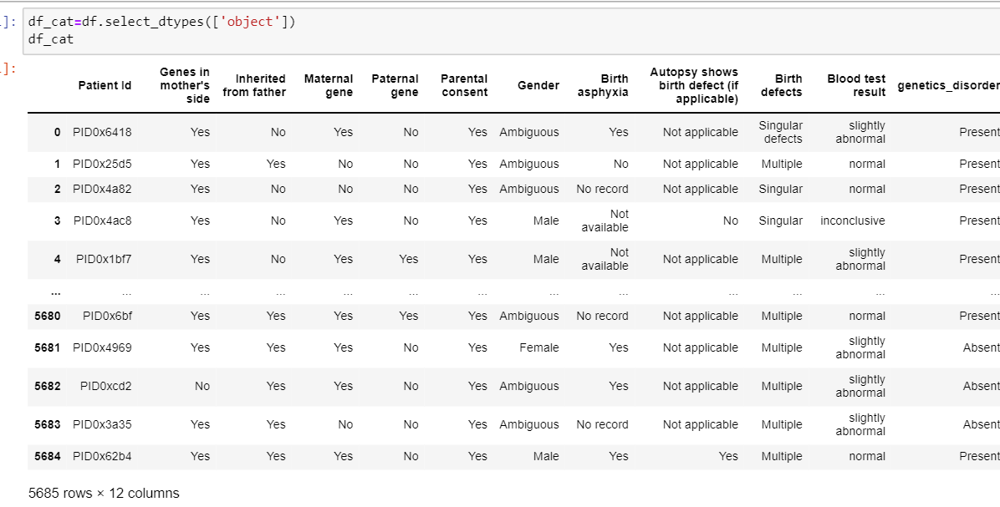 ]: df_cat=df.select_dtypes(['object'])
df_cat
]:
Patient Id Genes in mother's side Inherited from father Maternal gene Paternal gene Parental consent Gender Birth asphyxia Autopsy shows birth defect (if applicable) Birth defects Blood test result genetics_disorder
0 PID0x6418 Yes No Yes No Yes Ambiguous Yes Not applicable Singular defects slightly abnormal Present
1 PID0x25d5 Yes Yes No No Yes Ambiguous No Not applicable Multiple normal Present
2 PID0x4a82 Yes No No No Yes Ambiguous No record Not applicable Singular normal Present
3 PID0x4ac8 Yes No Yes No Yes Male Not available No Singular inconclusive Present
4 PID0x1bf7 Yes No Yes Yes Yes Male Not available Not applicable Multiple slightly abnormal Present
... ... ... ... ... ... ... ... ... ... ... ... ...
5680 PID0x6bf Yes Yes Yes Yes Yes Ambiguous No record Not applicable Multiple normal Present
5681 PID0x4969 Yes Yes Yes No Yes Female Yes Not applicable Multiple slightly abnormal Absent
5682 PID0xcd2 No Yes Yes No Yes Ambiguous Yes Not applicable Multiple slightly abnormal Absent
5683 PID0x3a35 Yes Yes No No Yes Ambiguous No record Not applicable Multiple slightly abnormal Absent
5684 PID0x62b4 Yes Yes Yes No Yes Male Yes Yes Multiple normal Present
5685 rows × 12 columns